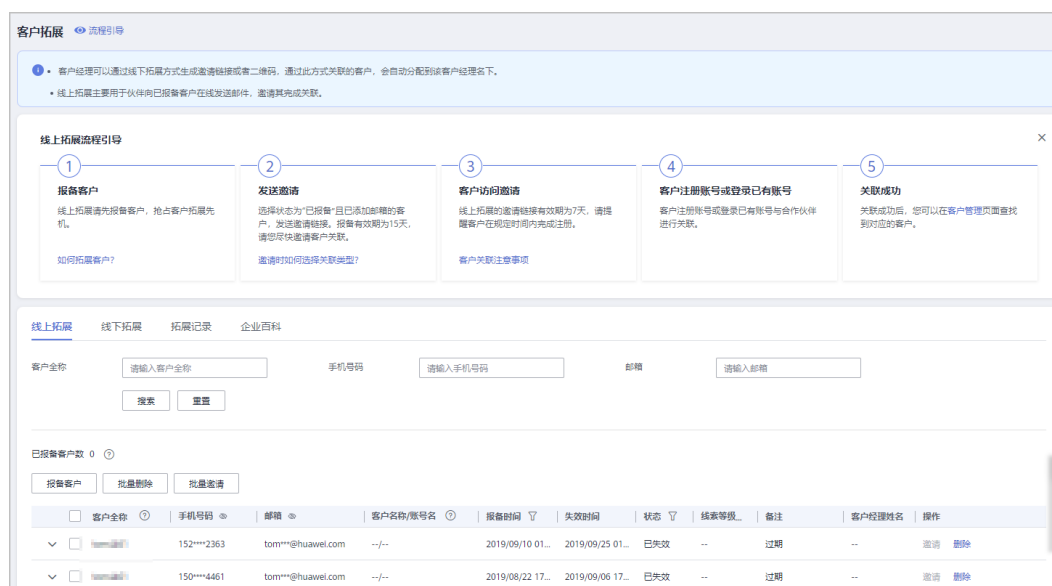 客户拓展 流程引导
• 客户经理可以通过线下拓展方式生成邀请链接或者二维码，通过此方式关联的客户，会自动分配到该客户经理名下。
• 线上拓展主要用于伙伴向已报备客户在线发送邮件，邀请其完成关联。
线上拓展流程引导
1
报备客户
线上拓展请先报备客户，抢占客户拓展先
机。
如何拓展客户？
2
发送邀请
选择状态为“已报备”且已添加邮箱的客
户，发送邀请链接。报备有效期为15天，
请您尽快邀请客户关联。
邀请时如何选择关联类型？
3
客户访问邀请
线上拓展的邀请链接有效期为7天，请提
醒客户在规定时间内完成注册。
客户关联注意事项
4
客户注册账号或登录已有账号
客户注册账号或登录已有账号与合作伙伴
进行关联。
5
关联成功
关联成功后，您可以在客户管理页面查找
到对应的客户。
线上拓展 线下拓展 拓展记录 企业百科
客户全称 请输入客户全称 手机号码 请输入手机号码 邮箱 请输入邮箱
搜索 重置
已报备客户数 0
报备客户 批量删除 批量邀请
客户全称 手机号码 邮箱 客户名称/账号名 报备时间 失效时间 状态 线索等级... 备注 客户经理姓名 操作
152****2363 tom***@huawei.com --/-- 2019/09/10 01... 2019/09/25 01... 已失效 -- 过期 -- 邀请 删除
150****4461 tom***@huawei.com --/-- 2019/08/22 17... 2019/09/06 17... 已失效 -- 过期 -- 邀请 删除